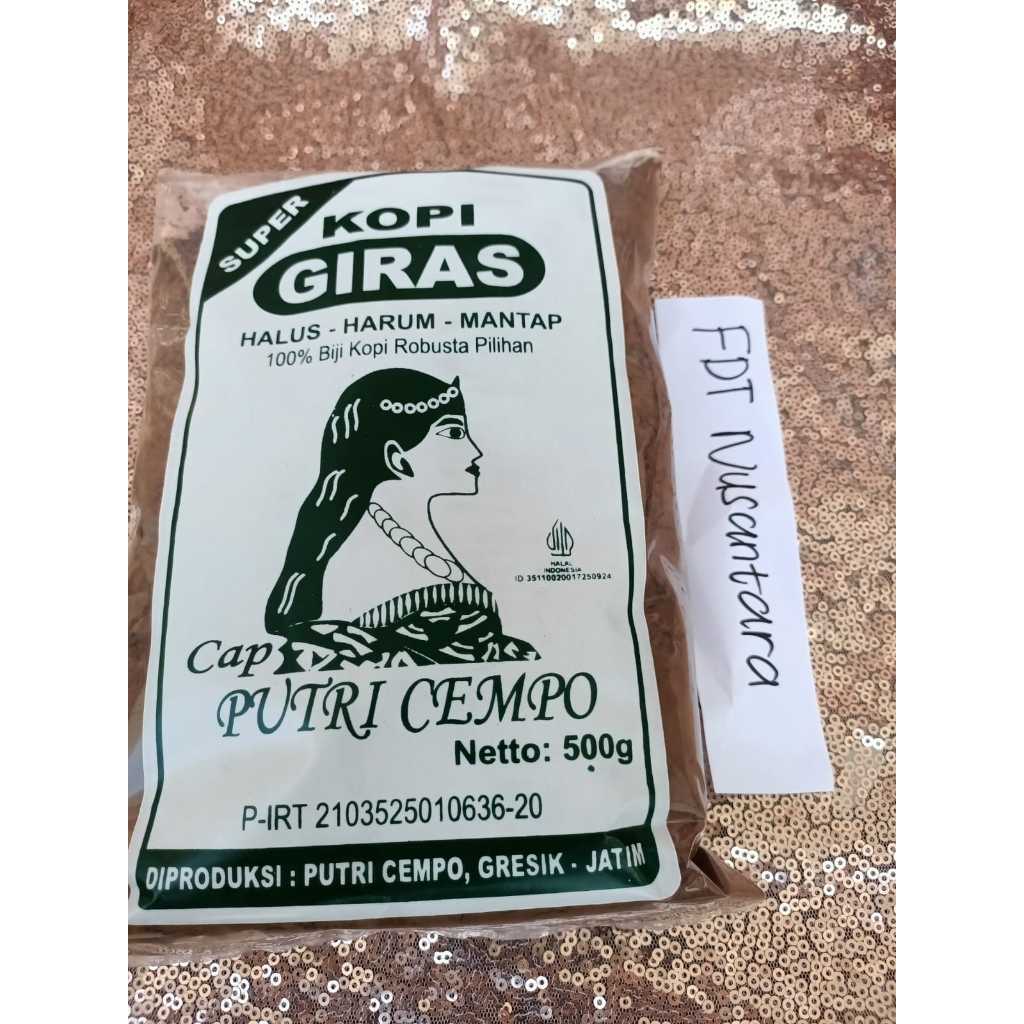 SUPER
KOPI
GIRAS
HALUS - HARUM - MANTAP
100% Biji Kopi Robusta Pilihan
HALAL
INDONESIA
ID 35110020017250924
Cap
PUTRI CEMPO
Netto: 500g
P-IRT 2103525010636-20
DIPRODUKSI : PUTRI CEMPO, GRESIK - JATIM
FDT Nusantara